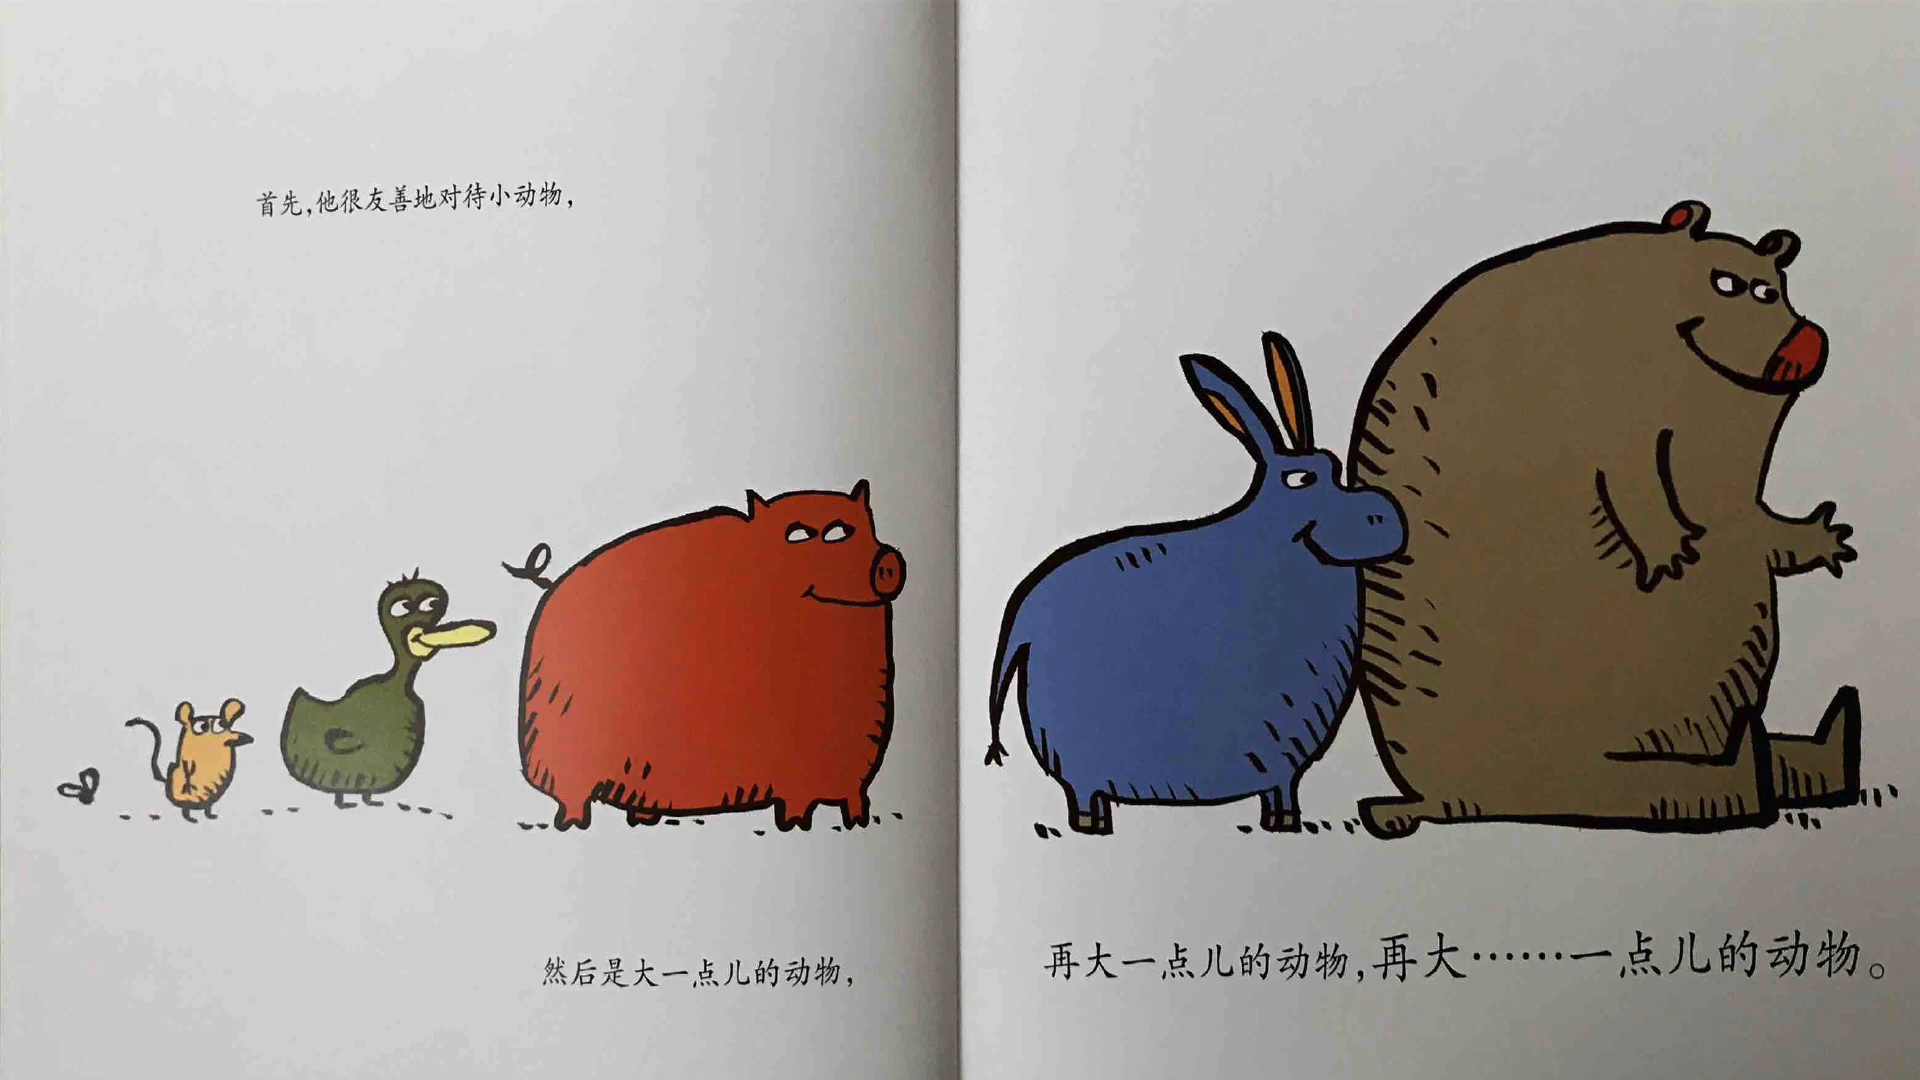 首先，他很友善地对待小动物，
然后是大一点儿的动物，
再大一点儿的动物，再大……一点儿的动物。